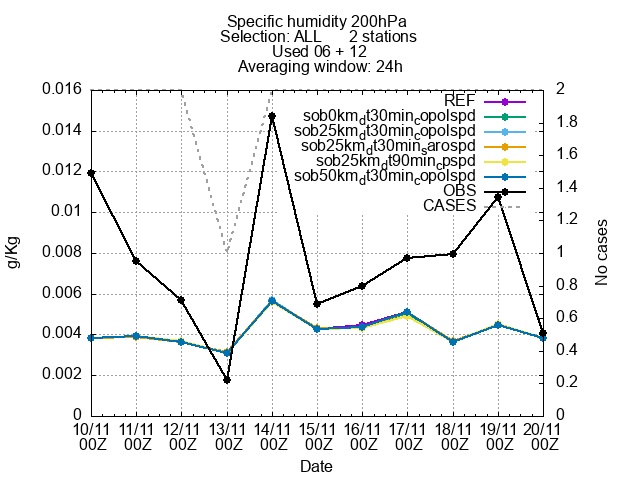 Specific humidity 200hPa
Selection: ALL 2 stations
Used 06 + 12
Averaging window: 24h
0.016
0.014
0.012
0.01
0.008
0.006
0.004
0.002
0
g/Kg
2
1.8
1.6
1.4
1.2
1
0.8
0.6
0.4
0.2
0
No cases
REF
sob0km_dt30min_copolspd
sob25km_dt30min_copolspd
sob25km_dt30min_sarospd
sob25km_dt90min_cpspd
sob50km_dt30min_copolspd
OBS
CASES
10/11 11/11 12/11 13/11 14/11 15/11 16/11 17/11 18/11 19/11 20/11
00Z 00Z 00Z 00Z 00Z 00Z 00Z 00Z 00Z 00Z 00Z
Date